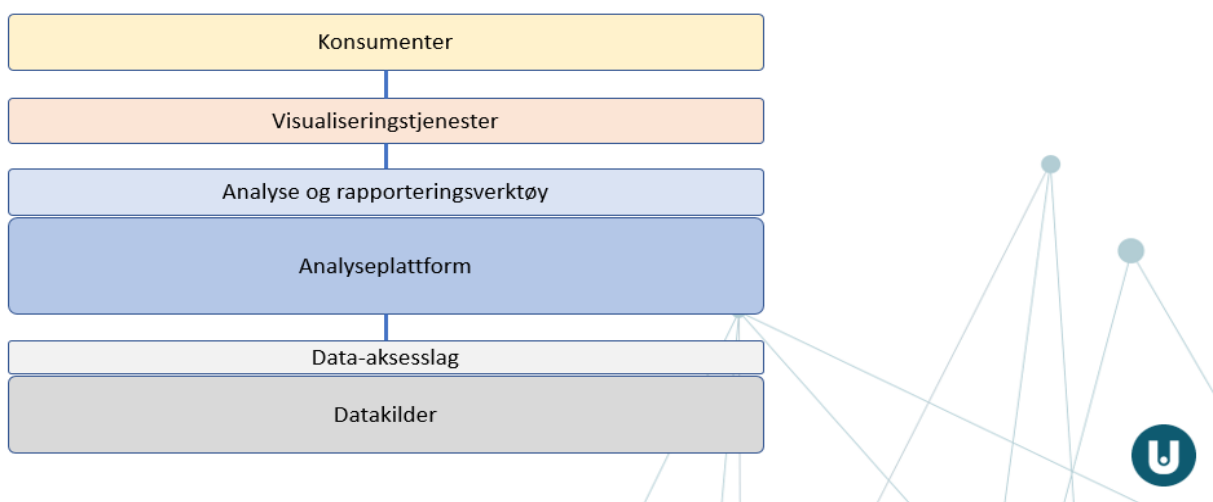 Konsumenter
Visualiseringstjenester
Analyse og rapporteringsverktøy
Analyseplattform
Data-aksesslag
Datakilder
U